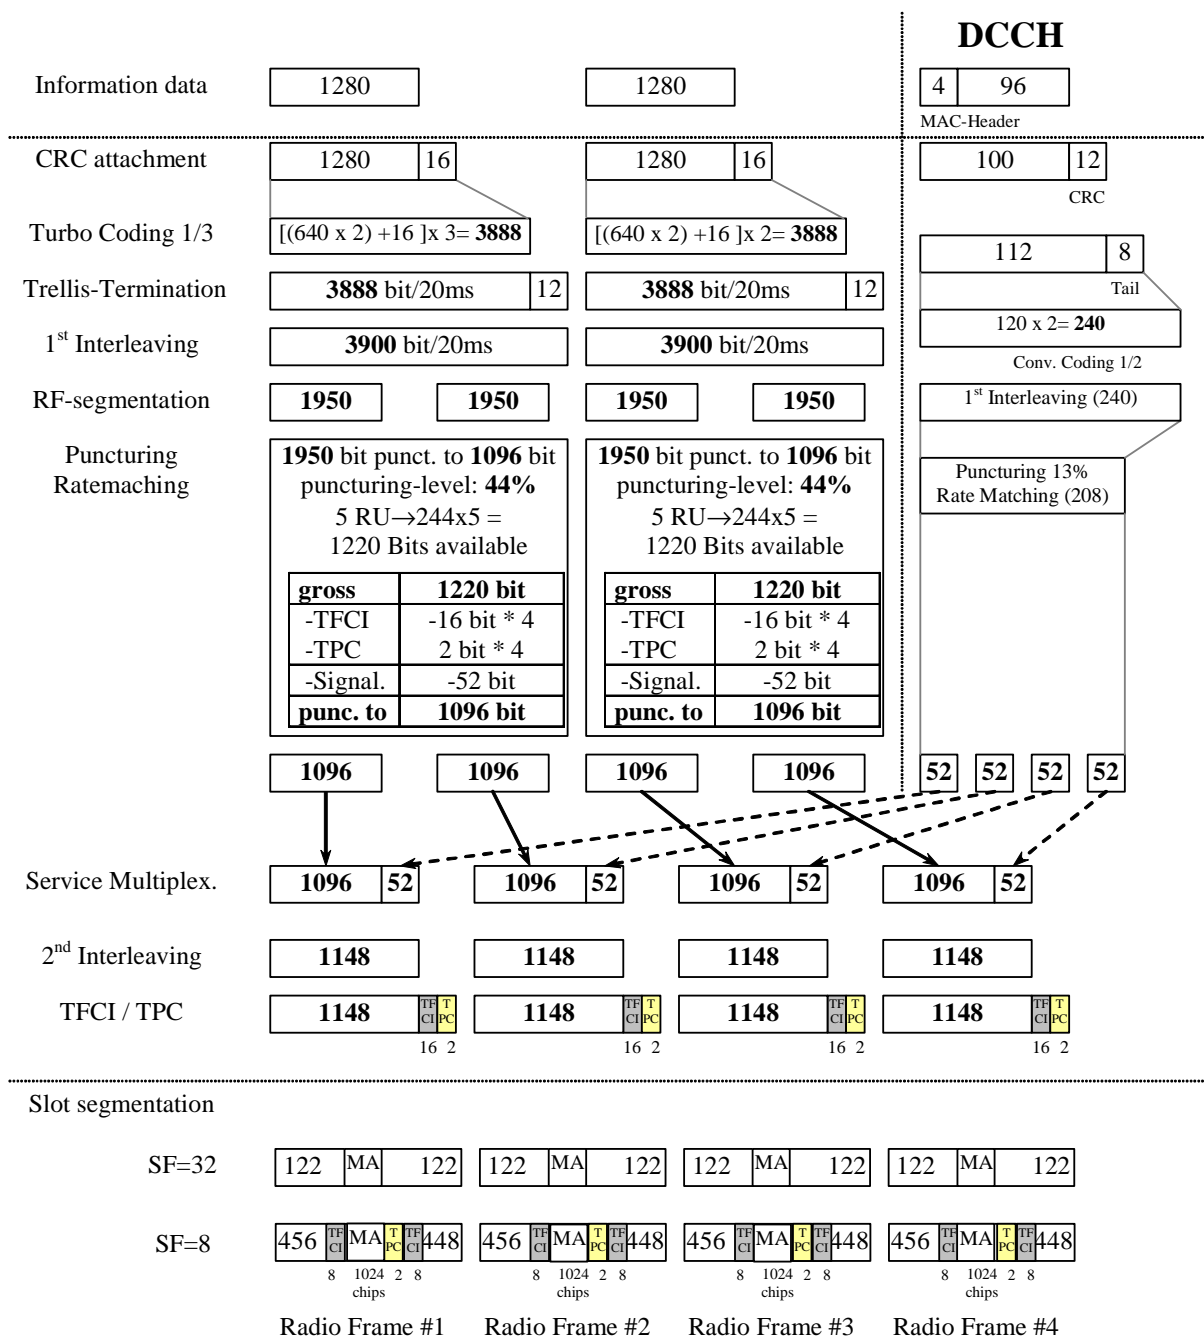 DCCH
Information data 1280 1280 4 96
MAC-Header
CRC attachment 1280 16 1280 16 100 12
CRC
Turbo Coding 1/3 [(640 x 2) +16 ]x 3= 3888 [(640 x 2) +16 ]x 2= 3888
112 8
Tail
Trellis-Termination 3888 bit/20ms 12 3888 bit/20ms 12
120 x 2= 240
Conv. Coding 1/2
1st Interleaving 3900 bit/20ms 3900 bit/20ms
RF-segmentation 1950 1950 1950 1950 1st Interleaving (240)
Puncturing
Ratemaching
1950 bit punct. to 1096 bit
puncturing-level: 44%
5 RU→244x5 =
1220 Bits available
gross 1220 bit
-TFCI -16 bit * 4
-TPC 2 bit * 4
-Signal. -52 bit
punc. to 1096 bit
1950 bit punct. to 1096 bit
puncturing-level: 44%
5 RU→244x5 =
1220 Bits available
gross 1220 bit
-TFCI -16 bit * 4
-TPC 2 bit * 4
-Signal. -52 bit
punc. to 1096 bit
Puncturing 13%
Rate Matching (208)
1096 1096 1096 1096 52 52 52 52
Service Multiplex. 1096 52 1096 52 1096 52 1096 52
2nd Interleaving 1148 1148 1148 1148
TFCI / TPC 1148 TF CI T PC 1148 TF CI T PC 1148 TF CI T PC 1148 TF CI T PC
16 2 16 2 16 2 16 2
Slot segmentation
SF=32 122 MA 122 122 MA 122 122 MA 122 122 MA 122
SF=8 456 TF CI MA T PC TF CI 448 456 TF CI MA T PC TF CI 448 456 TF CI MA T PC TF CI 448 456 TF CI MA T PC TF CI 448
8 1024 2 8 8 1024 2 8 8 1024 2 8 8 1024 2 8
chips chips chips chips
Radio Frame #1 Radio Frame #2 Radio Frame #3 Radio Frame #4